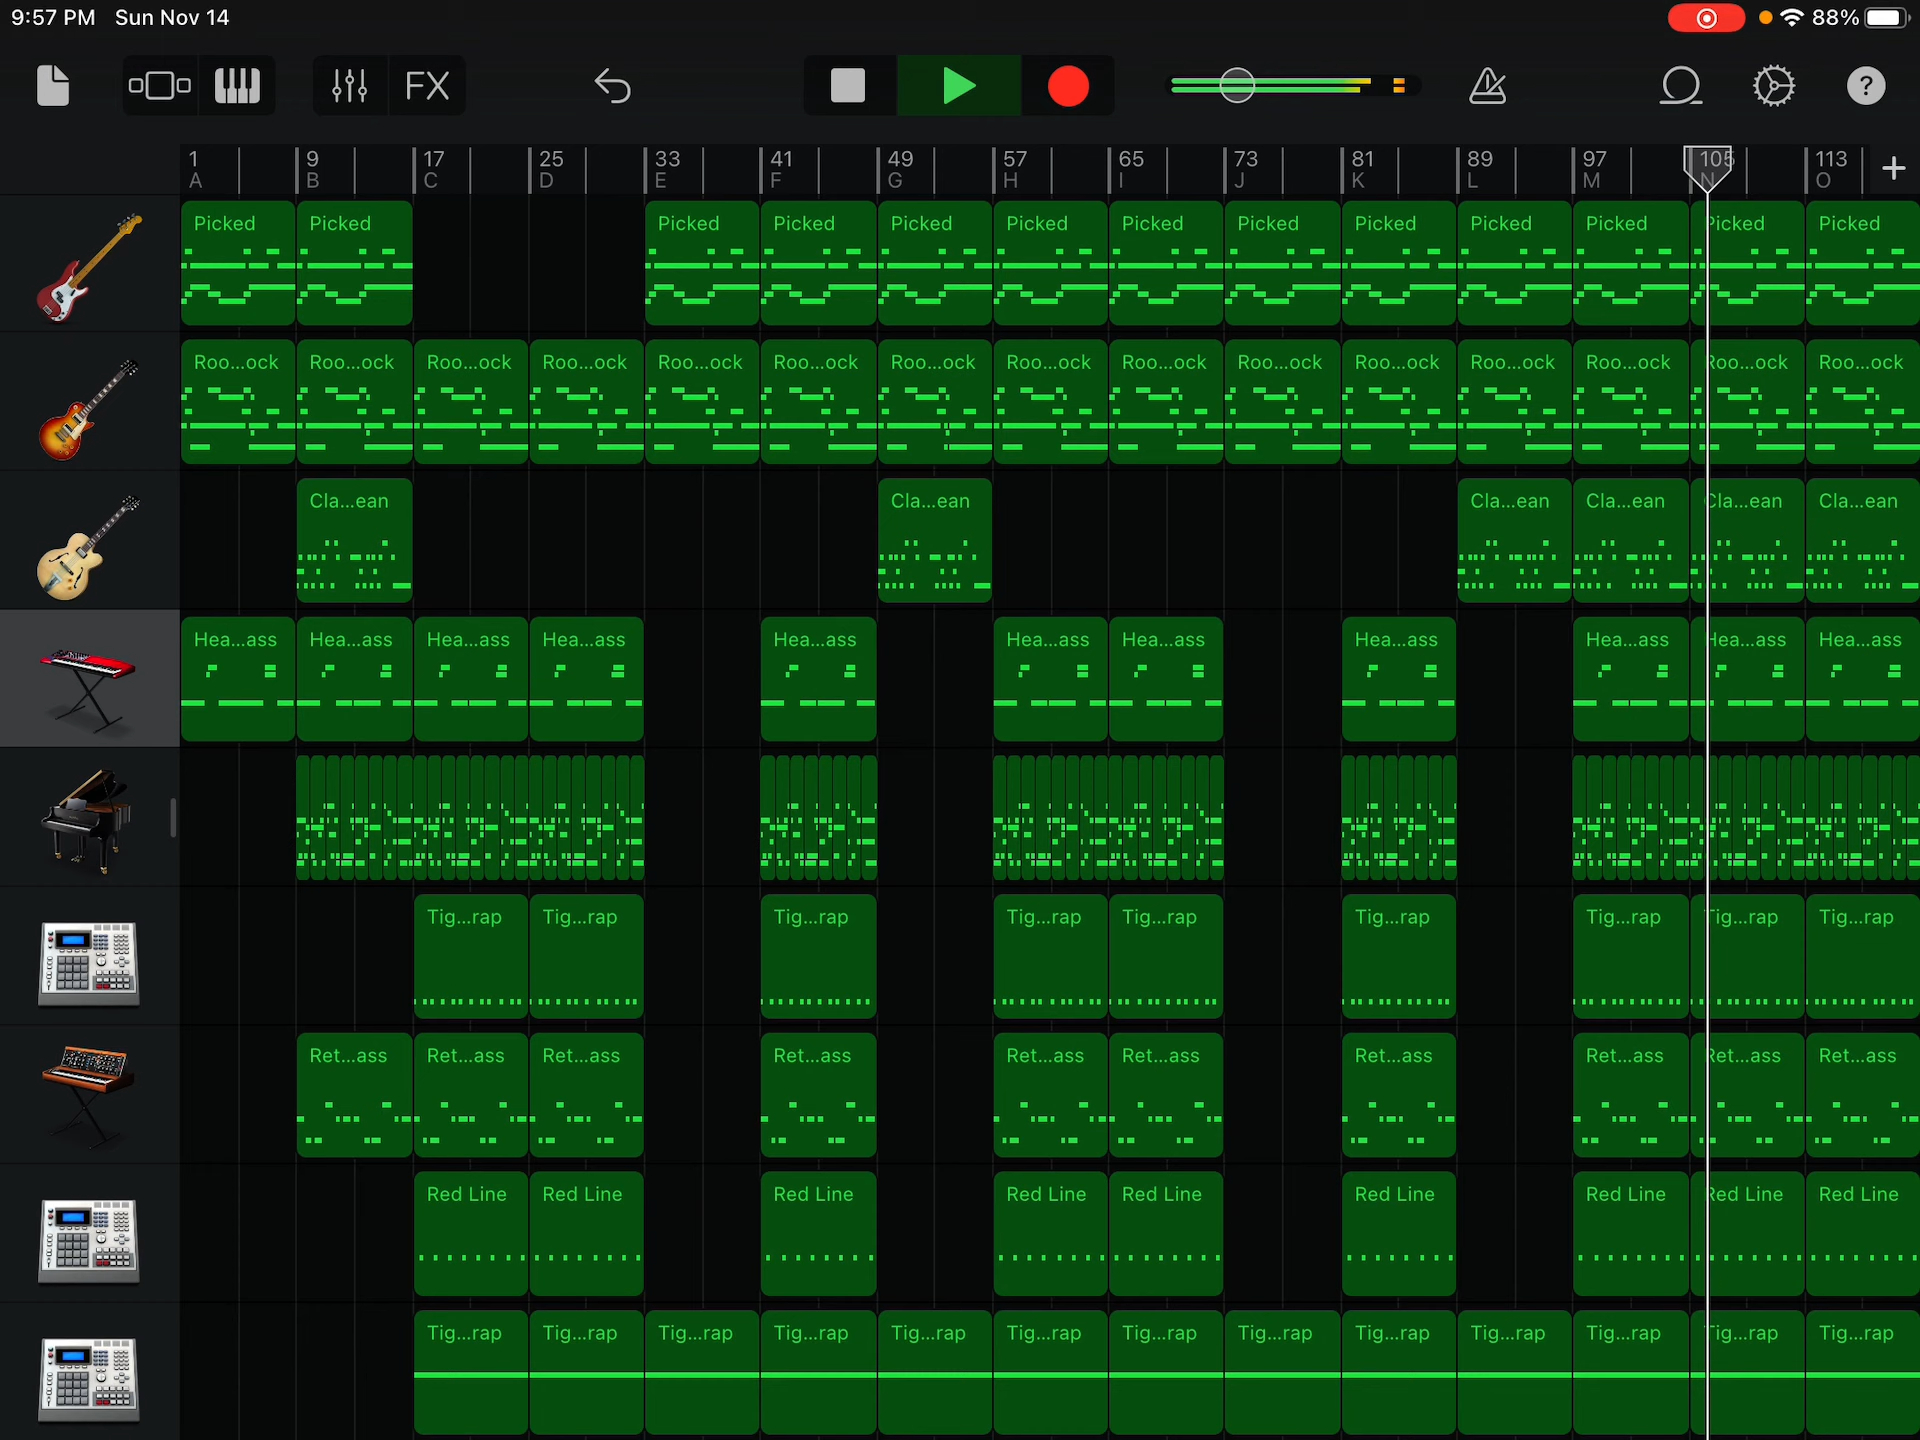 9:57 PM Sun Nov 14 88%
FX ?
1 9 17 25 33 41 49 57 65 73 81 89 97 105 113 +
A B C D E F G H I J K L M N O
Picked Picked Picked Picked Picked Picked Picked Picked Picked Picked Picked Picked Picked
Roo...ock Roo...ock Roo...ock Roo...ock Roo...ock Roo...ock Roo...ock Roo...ock Roo...ock Roo...ock Roo...ock Roo...ock Roo...ock Roo...ock Roo...ock
Cla...ean Cla...ean Cla...ean Cla...ean Cla...ean Cla...ean
Hea...ass Hea...ass Hea...ass Hea...ass Hea...ass Hea...ass Hea...ass Hea...ass Hea...ass Hea...ass Hea...ass
Tig...rap Tig...rap Tig...rap Tig...rap Tig...rap Tig...rap Tig...rap Tig...rap Tig...rap
Ret...ass Ret...ass Ret...ass Ret...ass Ret...ass Ret...ass Ret...ass Ret...ass Ret...ass Ret...ass
Red Line Red Line Red Line Red Line Red Line Red Line Red Line Red Line Red Line
Tig...rap Tig...rap Tig...rap Tig...rap Tig...rap Tig...rap Tig...rap Tig...rap Tig...rap Tig...rap Tig...rap Tig...rap Tig...rap